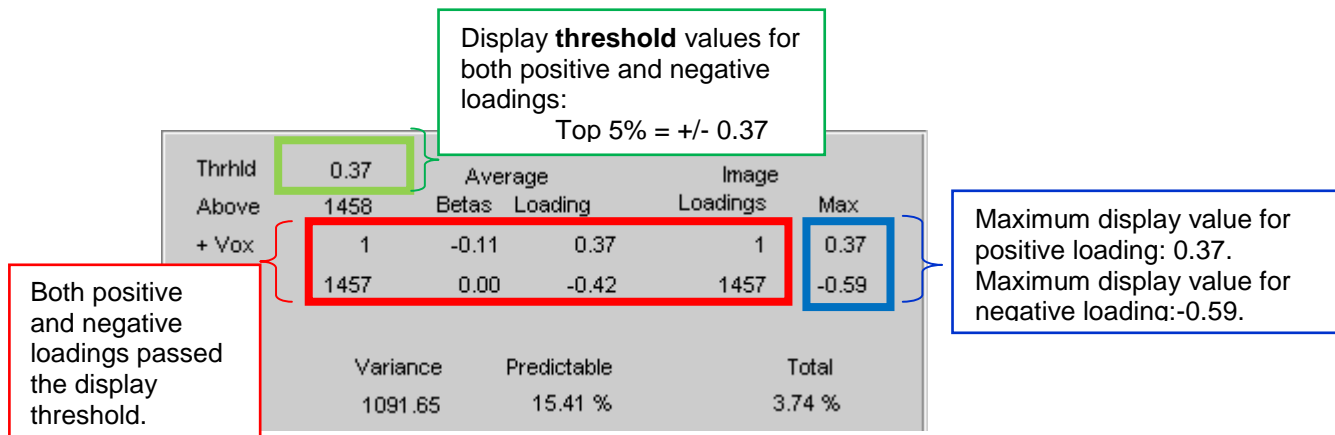 Display threshold values for
both positive and negative
loadings:
Top 5% = +/- 0.37
Thrhld 0.37 Average Image
Above 1458 Betas Loading Loadings Max
+ Vox 1 -0.11 0.37 1 0.37
1457 0.00 -0.42 1457 -0.59
Variance Predictable Total
1091.65 15.41 % 3.74 %
Both positive
and negative
loadings passed
the display
threshold.
Maximum display value for
positive loading: 0.37.
Maximum display value for
negative loading:-0.59.